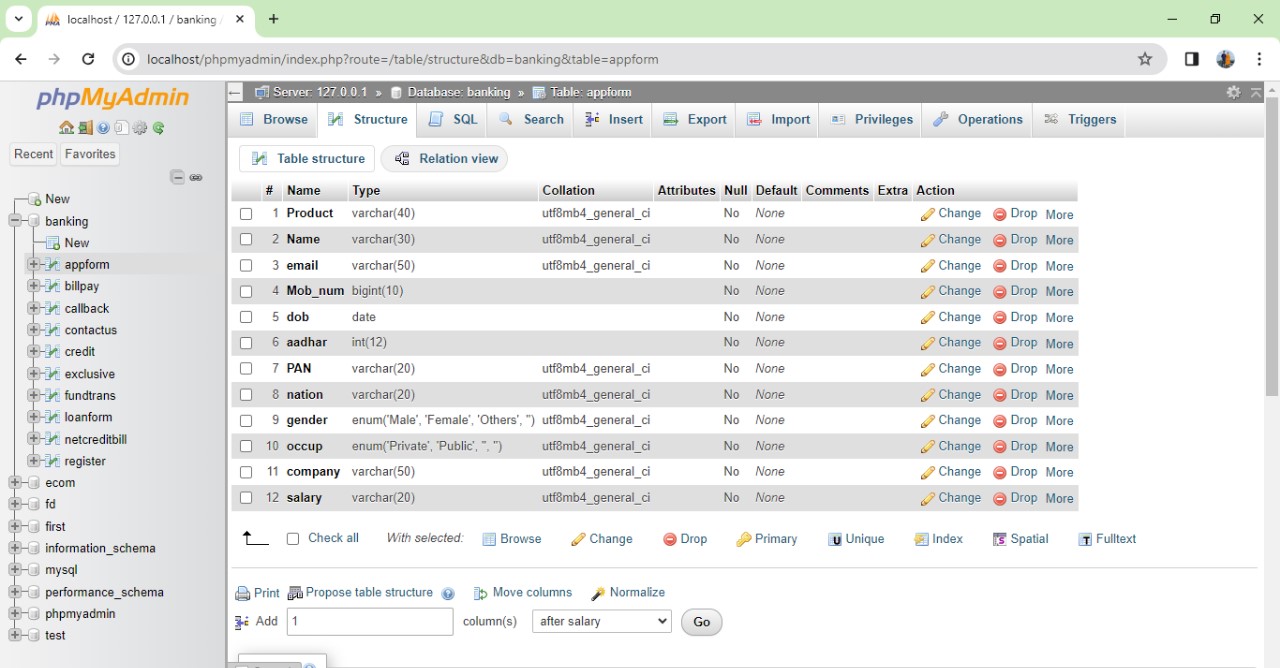 localhost / 127.0.0.1 / banking /
localhost/phpmyadmin/index.php?route=/table/structure&db=banking&table=appform
phpMyAdmin
Recent Favorites
New
banking
New
appform
billpay
callback
contactus
credit
exclusive
fundtrans
loanform
netcreditbill
register
ecom
fd
first
information_schema
mysql
performance_schema
phpmyadmin
test
Server: 127.0.0.1 » Database: banking » Table: appform
Browse Structure SQL Search Insert Export Import Privileges Operations Triggers
Table structure Relation view
# Name Type Collation Attributes Null Default Comments Extra Action
1 Product varchar(40) utf8mb4_general_ci No None Change Drop More
2 Name varchar(30) utf8mb4_general_ci No None Change Drop More
3 email varchar(50) utf8mb4_general_ci No None Change Drop More
4 Mob_num bigint(10) No None Change Drop More
5 dob date No None Change Drop More
6 aadhar int(12) No None Change Drop More
7 PAN varchar(20) utf8mb4_general_ci No None Change Drop More
8 nation varchar(20) utf8mb4_general_ci No None Change Drop More
9 gender enum('Male', 'Female', 'Others', '') utf8mb4_general_ci No None Change Drop More
10 occup enum('Private', 'Public', '', '') utf8mb4_general_ci No None Change Drop More
11 company varchar(50) utf8mb4_general_ci No None Change Drop More
12 salary varchar(20) utf8mb4_general_ci No None Change Drop More
Check all With selected: Browse Change Drop Primary Unique Index Spatial Fulltext
Print Propose table structure Move columns Normalize
Add 1 column(s) after salary Go